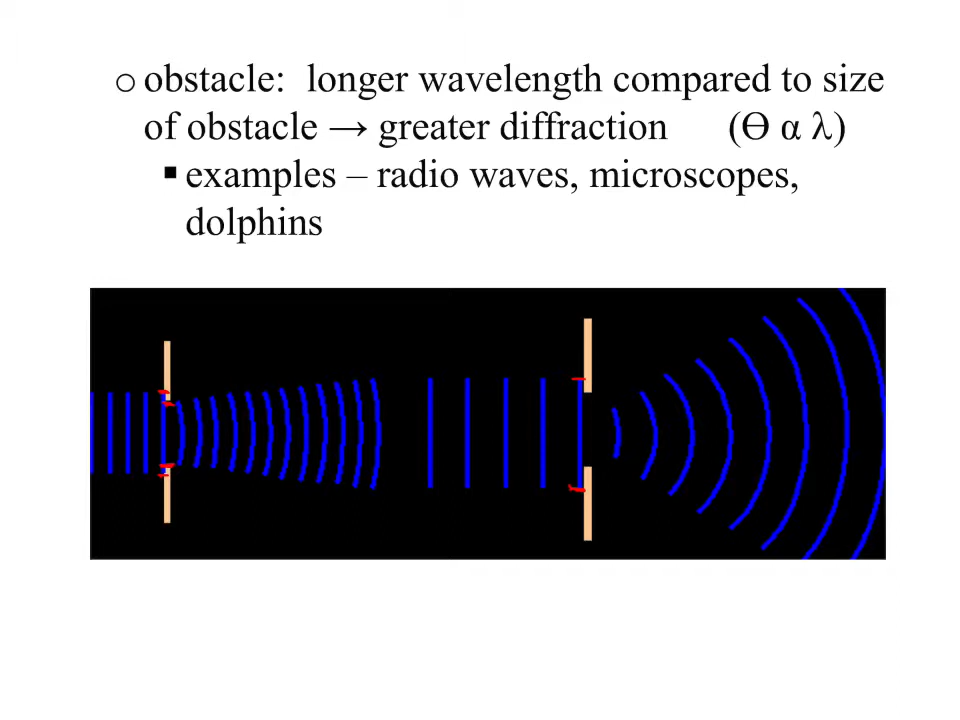 o obstacle: longer wavelength compared to size
of obstacle → greater diffraction (Ɵ α λ)
▪ examples – radio waves, microscopes,
dolphins